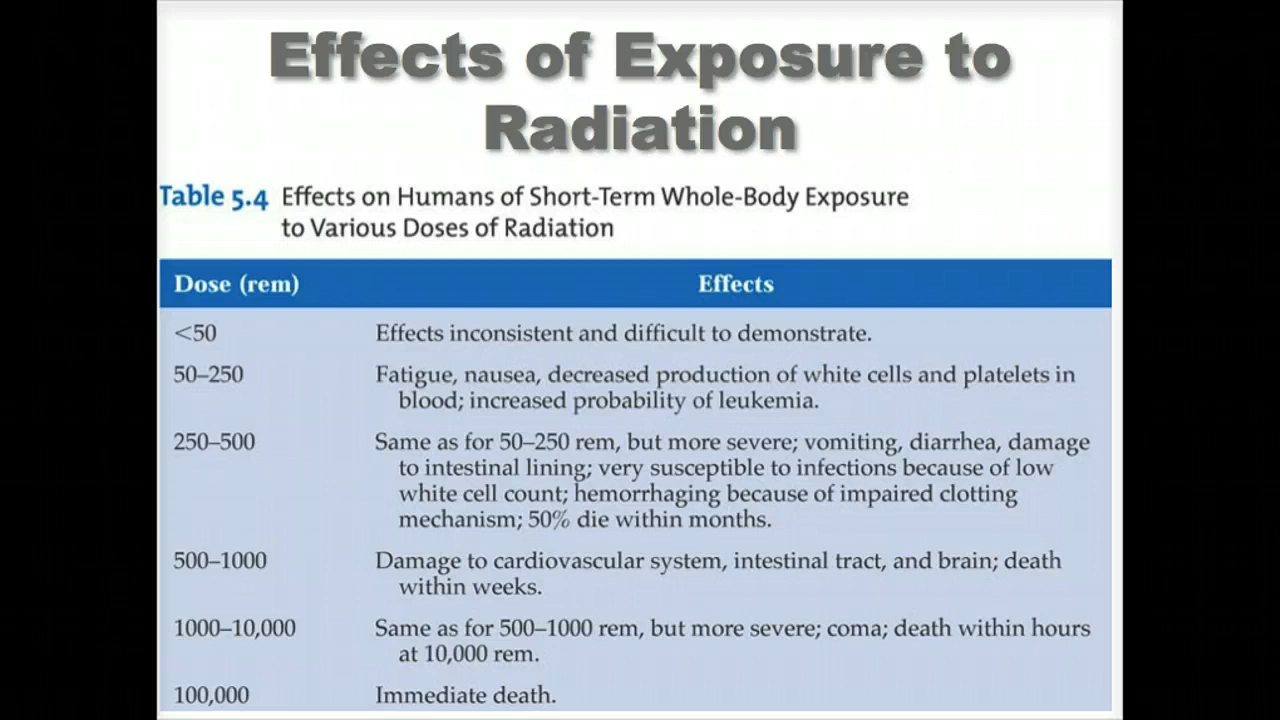 Effects of Exposure to
Radiation
Table 5.4 Effects on Humans of Short-Term Whole-Body Exposure
to Various Doses of Radiation
Dose (rem) Effects
<50 Effects inconsistent and difficult to demonstrate.
50–250 Fatigue, nausea, decreased production of white cells and platelets in
blood; increased probability of leukemia.
250–500 Same as for 50–250 rem, but more severe; vomiting, diarrhea, damage
to intestinal lining; very susceptible to infections because of low
white cell count; hemorrhaging because of impaired clotting
mechanism; 50% die within months.
500–1000 Damage to cardiovascular system, intestinal tract, and brain; death
within weeks.
1000–10,000 Same as for 500–1000 rem, but more severe; coma; death within hours
at 10,000 rem.
100,000 Immediate death.